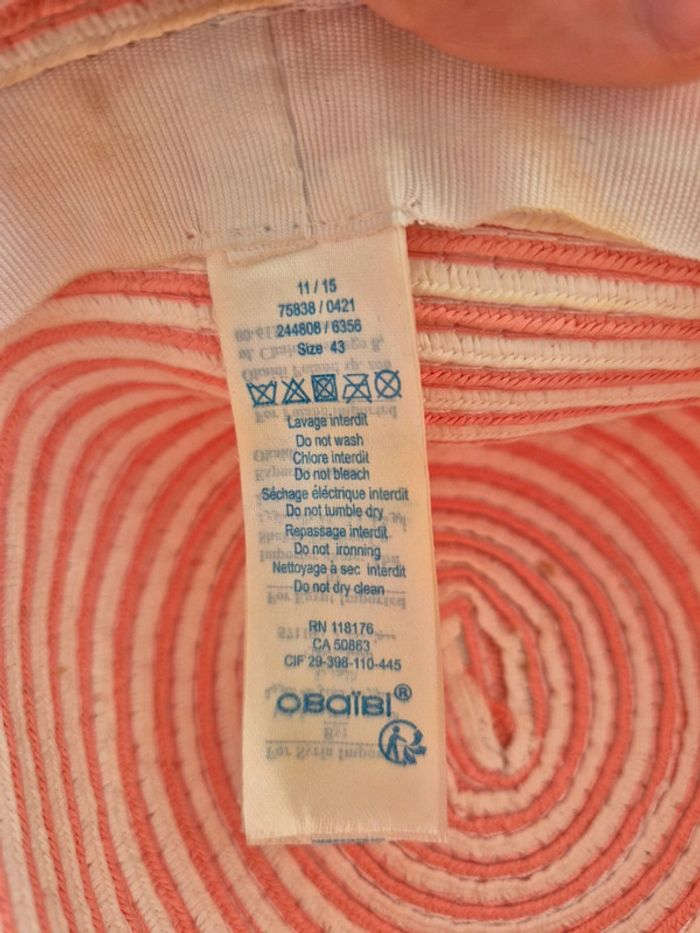 11 / 15
75838 / 0421
244808 / 6356
Size 43
Lavage interdit
Do not wash
Chlore interdit
Do not bleach
Séchage éléctrique interdit
Do not tumble dry
Repassage interdit
Do not ironning
Nettoyage à sec interdit
Do not dry clean
RN 118176
CA 50863
CIF 29-398-110-445
OBaïBI®